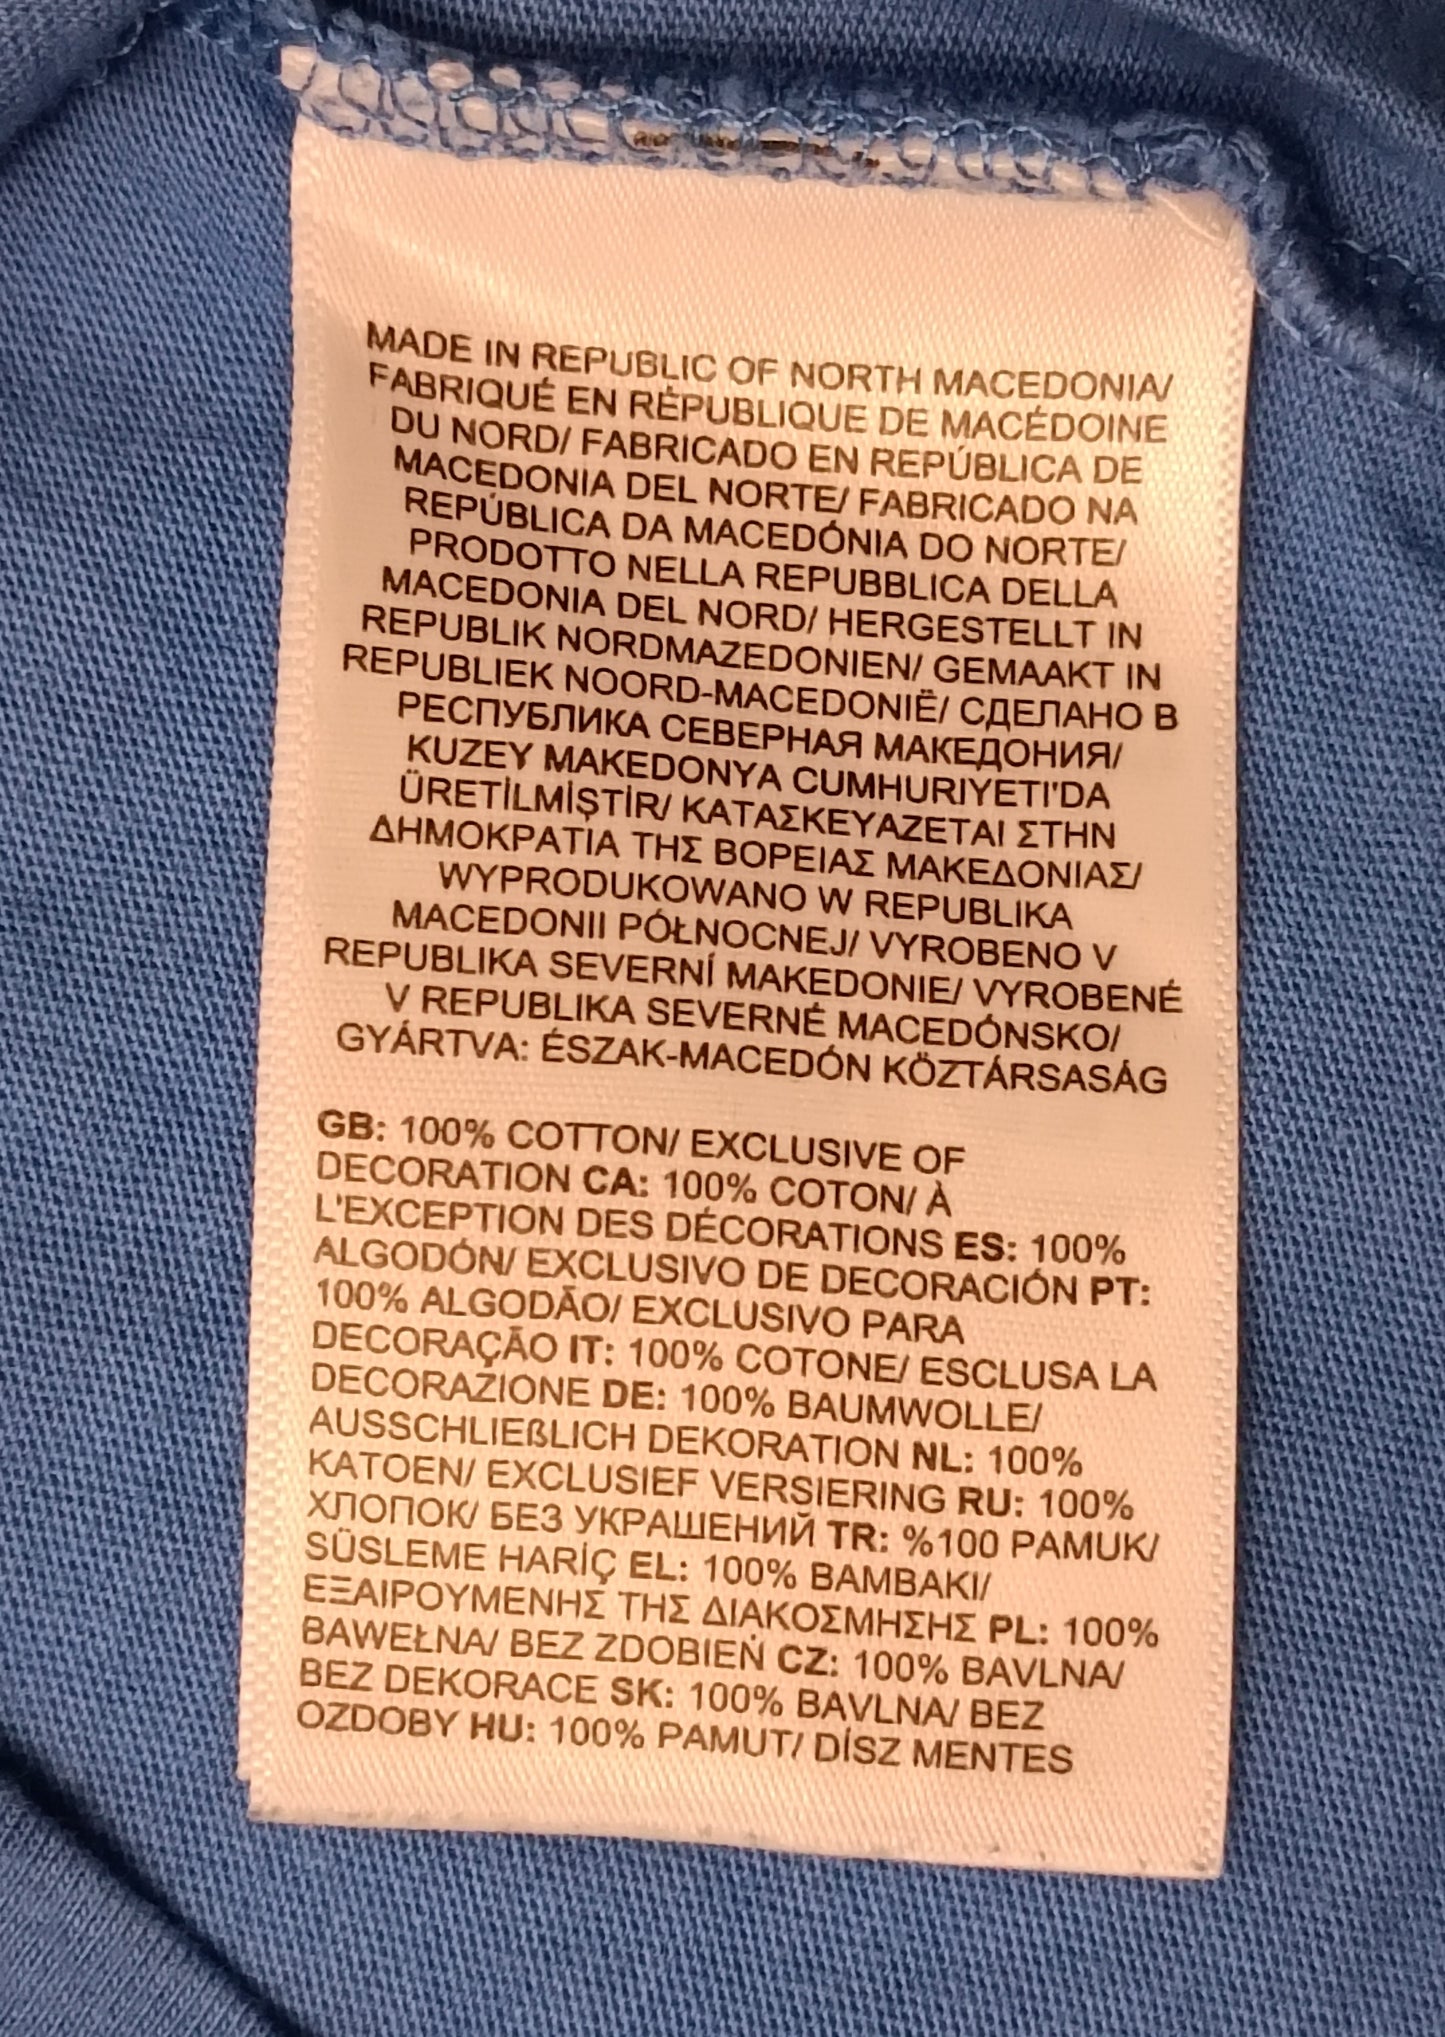 MADE IN REPUBLIC OF NORTH MACEDONIA/
FABRIQUÉ EN RÉPUBLIQUE DE MACÉDOINE
DU NORD/ FABRICADO EN REPÚBLICA DE
MACEDONIA DEL NORTE/ FABRICADO NA
REPÚBLICA DA MACEDÓNIA DO NORTE/
PRODOTTO NELLA REPUBBLICA DELLA
MACEDONIA DEL NORD/ HERGESTELLT IN
REPUBLIK NORDMAZEDONIEN/ GEMAAKT IN
REPUBLIEK NOORD-MACEDONIË/ СДЕЛАНО В
РЕСПУБЛИКА СЕВЕРНАЯ МАКЕДОНИЯ/
KUZEY MAKEDONYA CUMHURIYETI'DA
ÜRETİLMİŞTİR/ ΚΑΤΑΣΚΕΥΑΖΕΤΑΙ ΣΤΗΝ
ΔΗΜΟΚΡΑΤΙΑ ΤΗΣ ΒΟΡΕΙΑΣ ΜΑΚΕΔΟΝΙΑΣ/
WYPRODUKOWANO W REPUBLIKA
MACEDONII PÓŁNOCNEJ/ VYROBENO V
REPUBLIKA SEVERNÍ MAKEDONIE/ VYROBENÉ
V REPUBLIKA SEVERNÉ MACEDÓNSKO/
GYÁRTVA: ÉSZAK-MACEDÓN KÖZTÁRSASÁG
GB: 100% COTTON/ EXCLUSIVE OF
DECORATION CA: 100% COTON/ À
L'EXCEPTION DES DÉCORATIONS ES: 100%
ALGODÓN/ EXCLUSIVO DE DECORACIÓN PT:
100% ALGODÃO/ EXCLUSIVO PARA
DECORAÇÃO IT: 100% COTONE/ ESCLUSA LA
DECORAZIONE DE: 100% BAUMWOLLE/
AUSSCHLIEßLICH DEKORATION NL: 100%
KATOEN/ EXCLUSIEF VERSIERING RU: 100%
ХЛОПОК/ БЕЗ УКРАШЕНИЙ TR: %100 PAMUK/
SÜSLEME HARİÇ EL: 100% ΒΑΜΒΑΚΙ/
ΕΞΑΙΡΟΥΜΕΝΗΣ ΤΗΣ ΔΙΑΚΟΣΜΗΣΗΣ PL: 100%
BAWEŁNA/ BEZ ZDOBIEŃ CZ: 100% BAVLNA/
BEZ DEKORACE SK: 100% BAVLNA/ BEZ
OZDOBY HU: 100% PAMUT/ DÍSZ MENTES